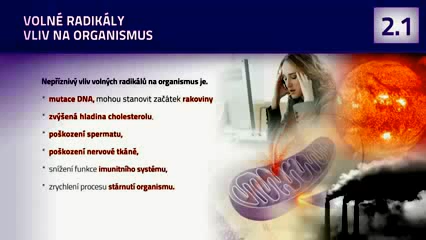 VOLNÉ RADIKÁLY
VLIV NA ORGANISMUS
2.1
Nepříznivý vliv volných radikálů na organismus je.
• mutace DNA, mohou stanovit začátek rakoviny
• zvýšená hladina cholesterolu.
• poškození spermatu,
• poškození nervové tkáně,
• snížení funkce imunitního systému,
• zrychlení procesu stárnutí organismu.